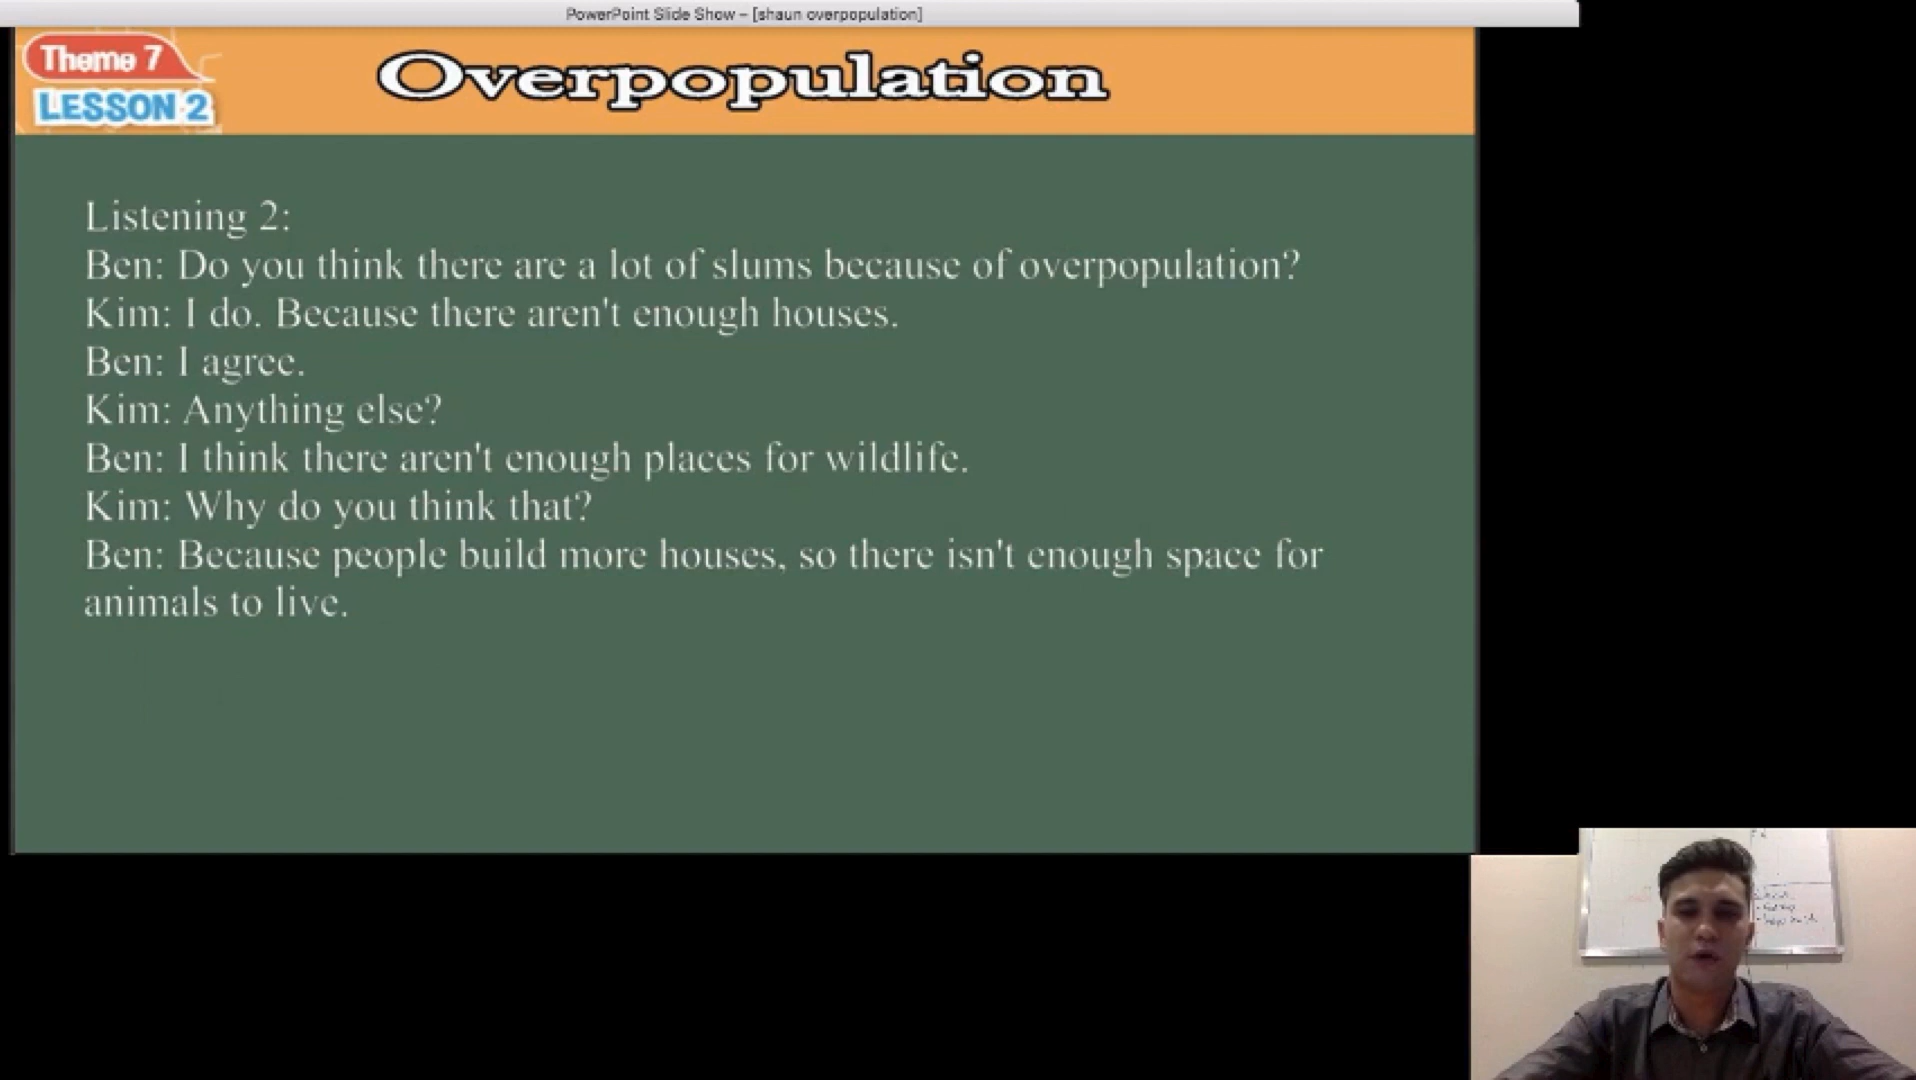 PowerPoint Slide Show – [shaun overpopulation]
Theme 7
LESSON 2
Overpopulation
Listening 2:
Ben: Do you think there are a lot of slums because of overpopulation?
Kim: I do. Because there aren't enough houses.
Ben: I agree.
Kim: Anything else?
Ben: I think there aren't enough places for wildlife.
Kim: Why do you think that?
Ben: Because people build more houses, so there isn't enough space for
animals to live.